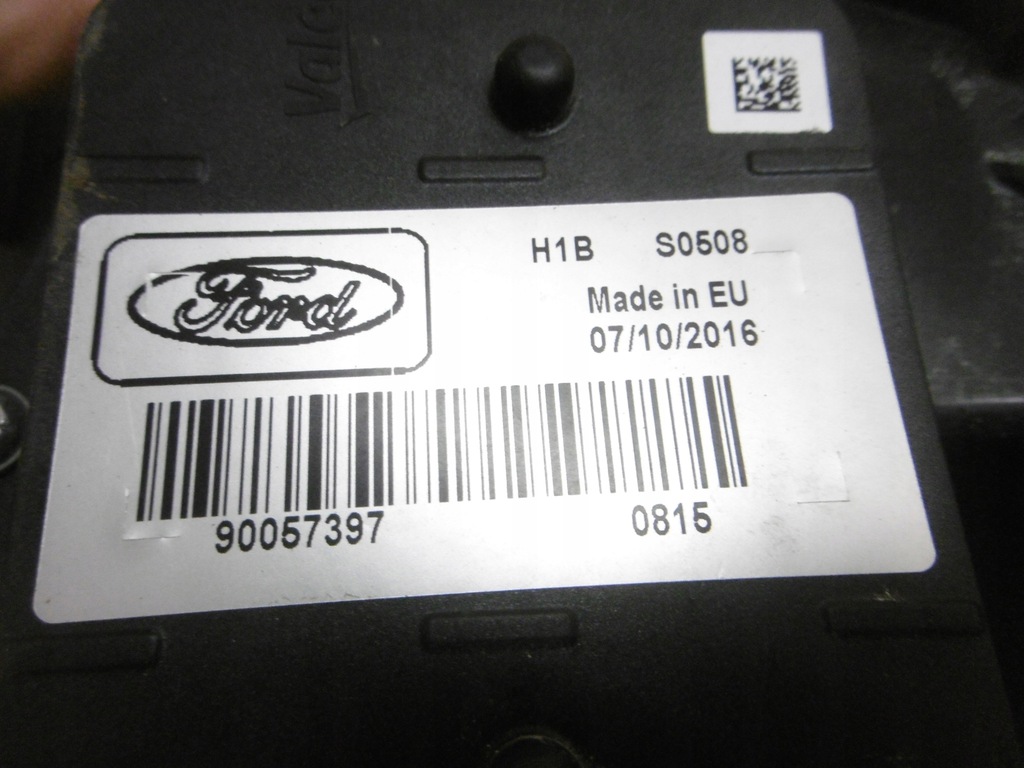 Ford
H1B S0508
Made in EU
07/10/2016
90057397 0815